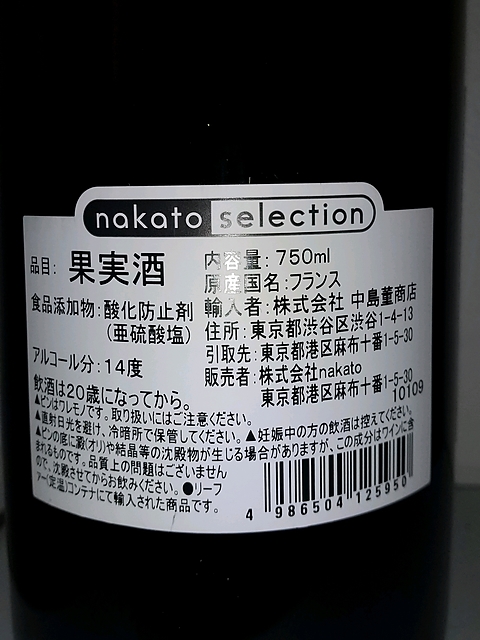 nakato selection
品目: 果実酒
食品添加物:酸化防止剤
(亜硫酸塩)
アルコール分:14度
内容量:750ml
原産国名:フランス
輸入者:株式会社 中島董商店
住所:東京都渋谷区渋谷1-4-13
引取先:東京都港区麻布十番1-5-30
販売者:株式会社nakato
東京都港区麻布十番1-5-30
10109
飲酒は20歳になってから。
▲ビンはワレモノです。取り扱いにはご注意ください。
▲直射日光を避け、冷暗所で保管してください。▲妊娠中の方の飲酒は控えてください。
▲ビンの底に澱(オリ)や結晶等の沈殿物が生じる場合がありますが、この成分はワインに含
まれるものです。品質上の問題はございません
ので、沈殿させてからお飲みください。●リーフ
ァー(定温)コンテナにて輸入された商品です。
4 986504 125950